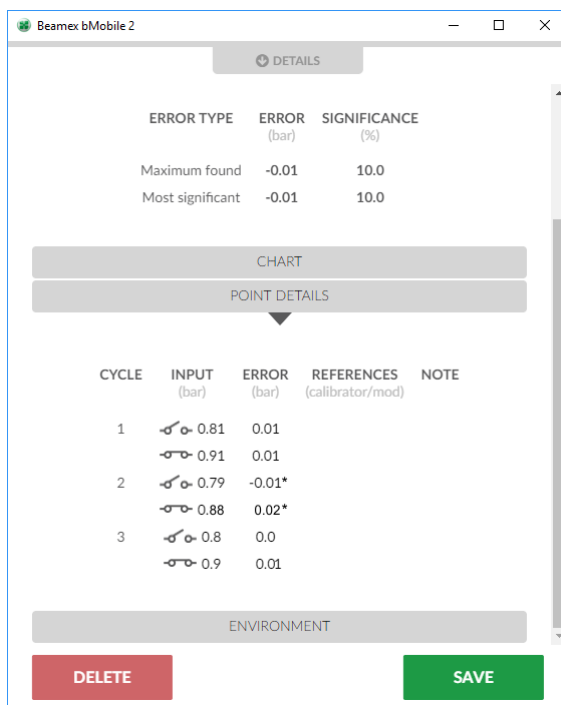 Beamex bMobile 2
DETAILS
ERROR TYPE ERROR SIGNIFICANCE
(bar) (%)
Maximum found -0.01 10.0
Most significant -0.01 10.0
CHART
POINT DETAILS
CYCLE INPUT ERROR REFERENCES NOTE
(bar) (bar) (calibrator/mod)
1 0.81 0.01
0.91 0.01
2 0.79 -0.01*
0.88 0.02*
3 0.8 0.0
0.9 0.01
ENVIRONMENT
DELETE SAVE